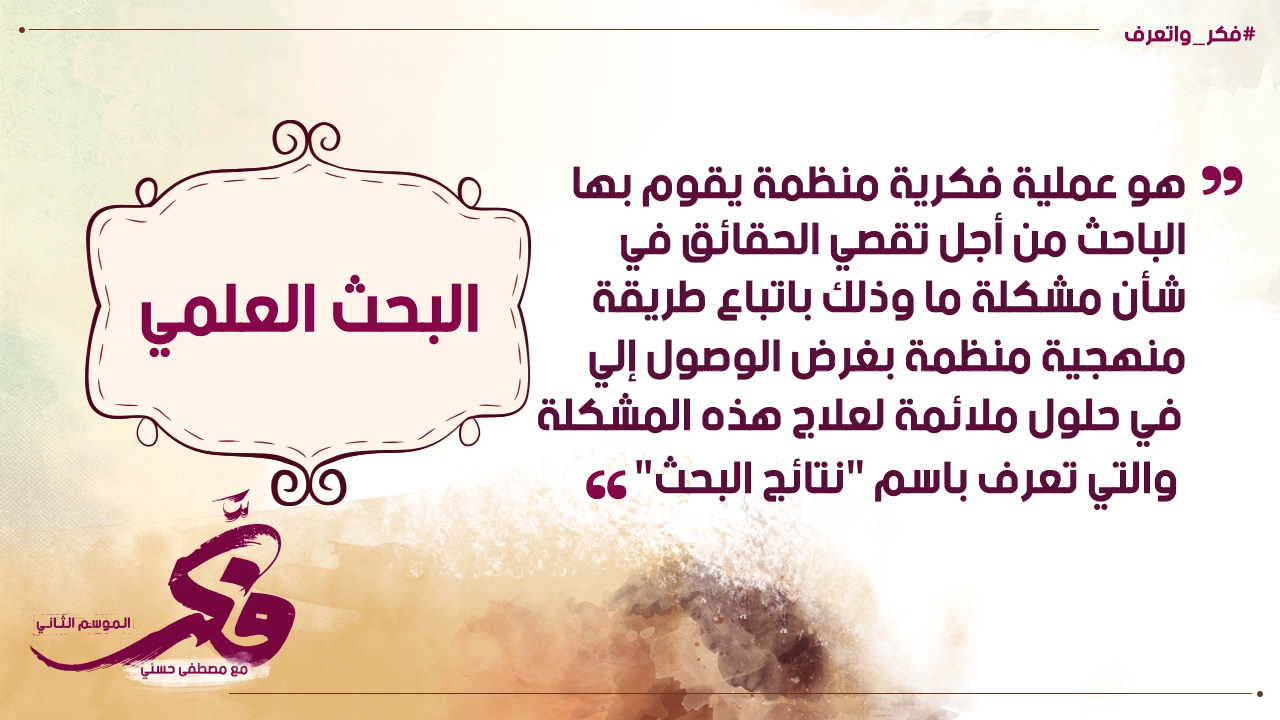 #فكر_واتعرف
هو عملية فكرية منظمة يقوم بها
الباحث من أجل تقصي الحقائق في
شأن مشكلة ما وذلك باتباع طريقة
منهجية منظمة بغرض الوصول إلي
في حلول ملائمة لعلاج هذه المشكلة
والتي تعرف باسم "نتائج البحث"
البحث العلمي
فكّر
الموسم الثاني
مع مصطفى حسني